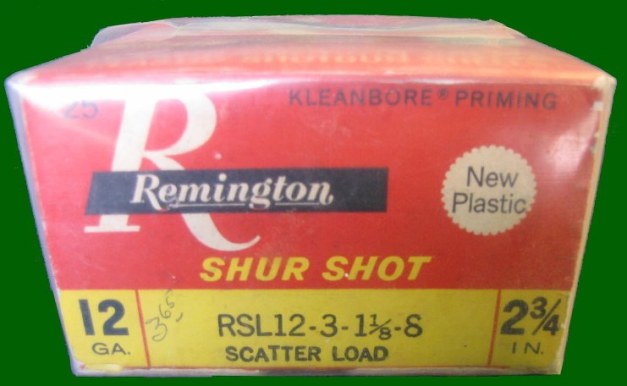 25
KLEANBORE® PRIMING
R
Remington
New
Plastic
SHUR SHOT
12
GA.
365
RSL12-3-1⅛-8
SCATTER LOAD
2¾
IN.